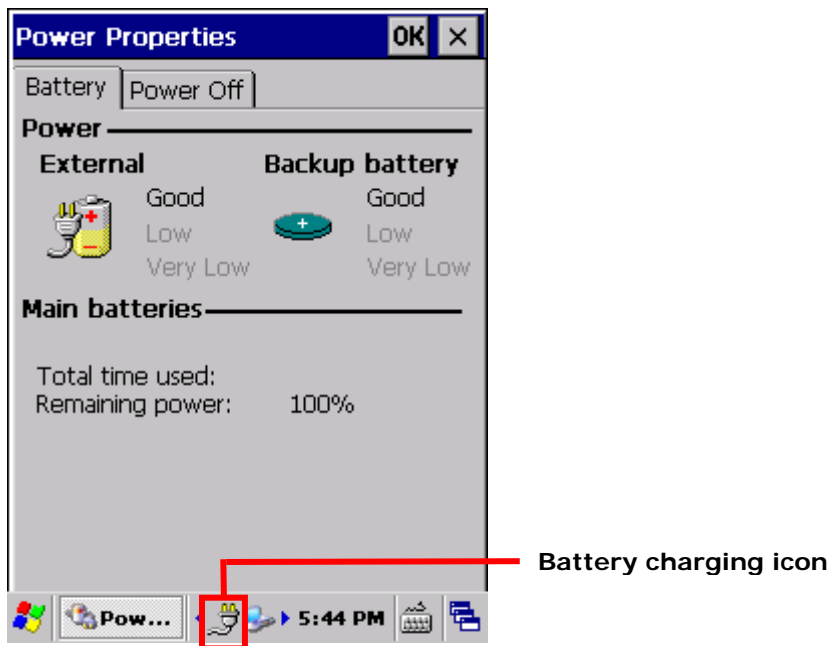 Power Properties OK ×
Battery Power Off
Power
External Backup battery
Good Good
Low Low
Very Low Very Low
Main batteries
Total time used:
Remaining power: 100%
Battery charging icon
Pow... 5:44 PM